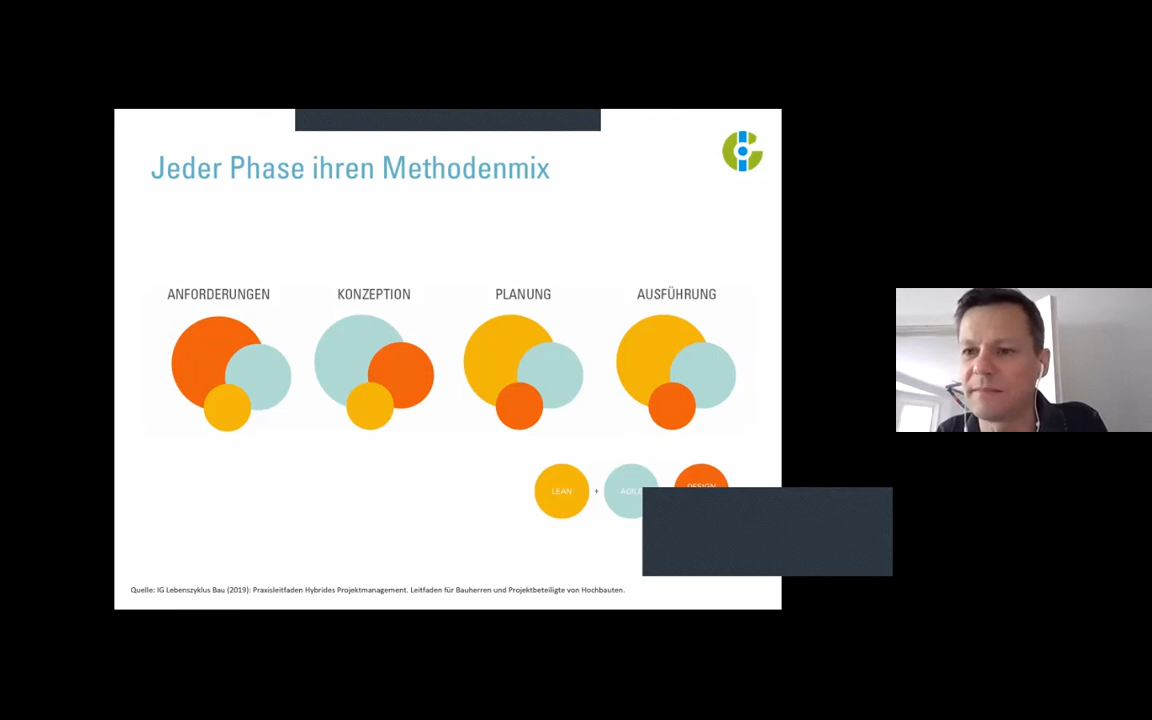 Jeder Phase ihren Methodenmix
ANFORDERUNGEN KONZEPTION PLANUNG AUSFÜHRUNG
LEAN + AGILE DESIGN
Quelle: IG Lebenszyklus Bau (2019): Praxisleitfaden Hybrides Projektmanagement. Leitfaden für Bauherren und Projektbeteiligte von Hochbauten.